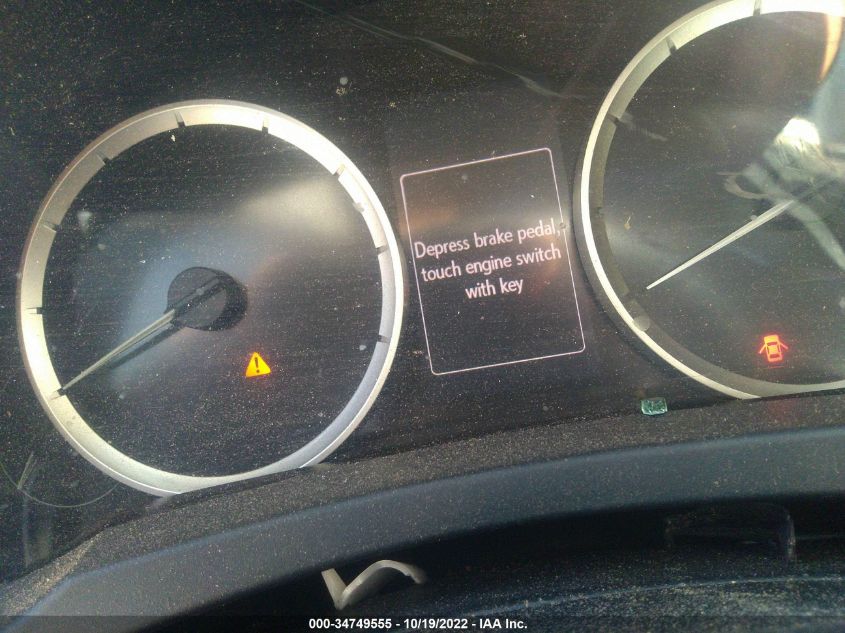 Depress brake pedal,
touch engine switch
with key
000-34749555 - 10/19/2022 - IAA Inc.